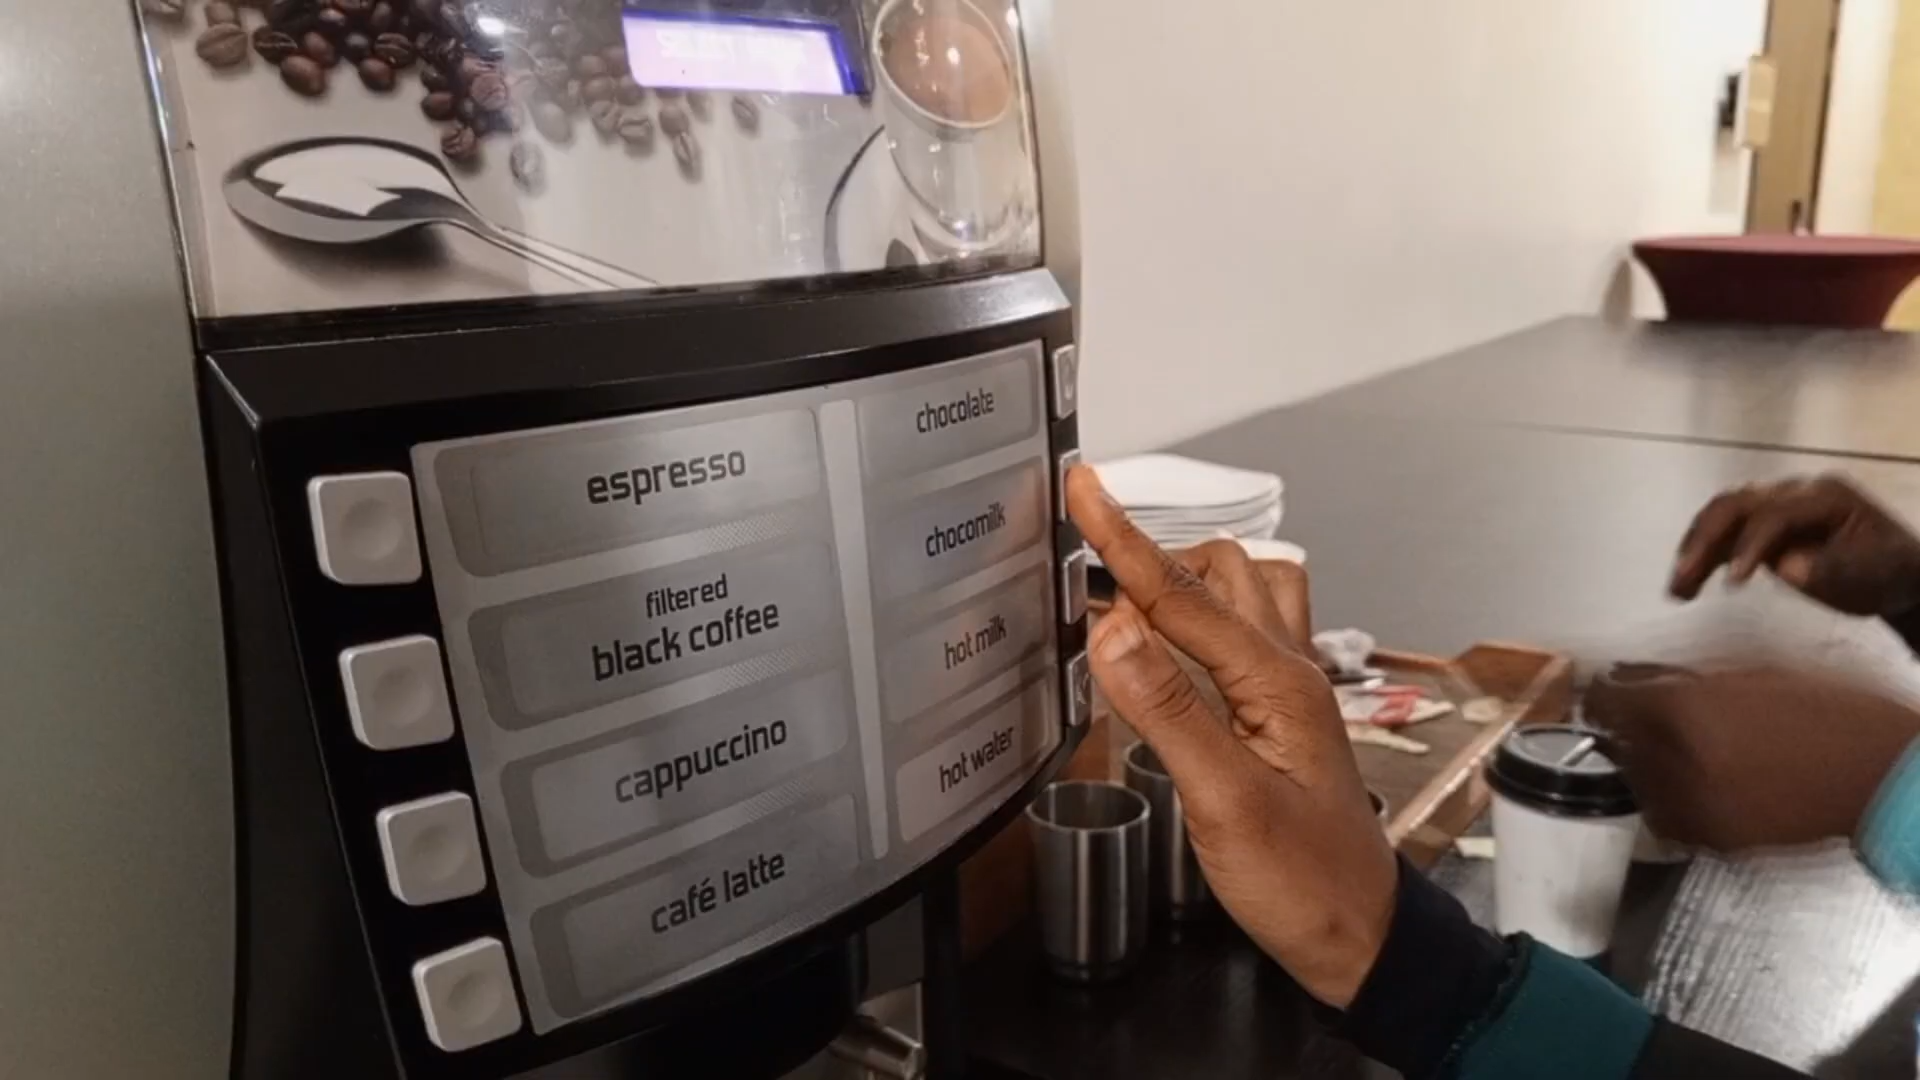 espresso
filtered
black coffee
cappuccino
café latte
chocolate
chocomilk
hot milk
hot water